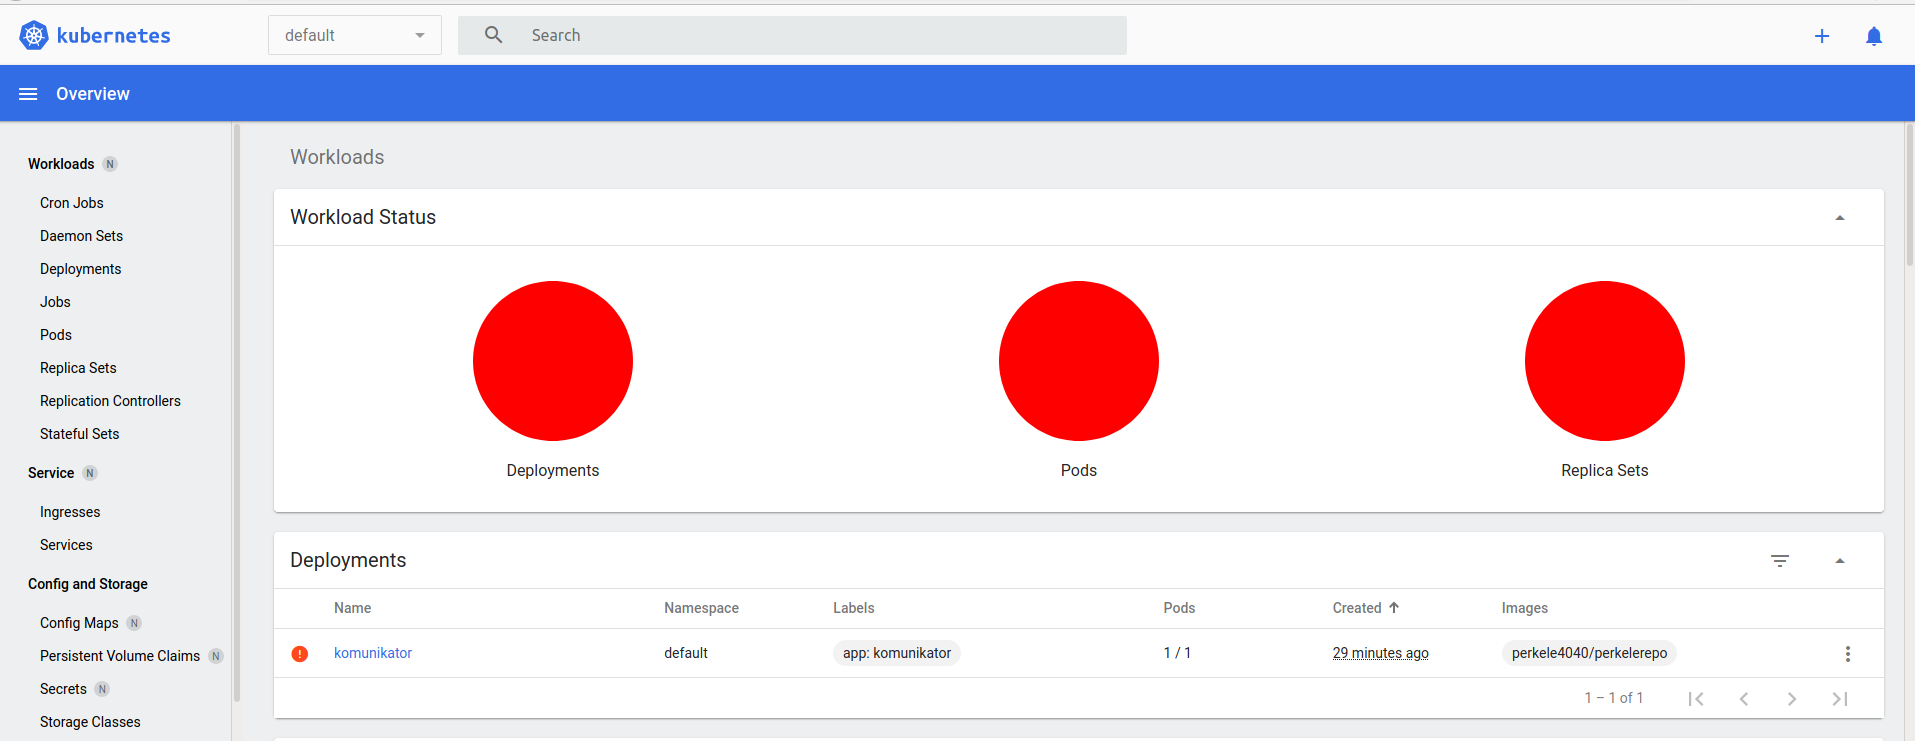 kubernetes
default
Search
Overview
Workloads N
Cron Jobs
Daemon Sets
Deployments
Jobs
Pods
Replica Sets
Replication Controllers
Stateful Sets
Service N
Ingresses
Services
Config and Storage
Config Maps N
Persistent Volume Claims N
Secrets N
Storage Classes
Workloads
Workload Status
Deployments Pods Replica Sets
Deployments
Name Namespace Labels Pods Created Images
komunikator default app: komunikator 1 / 1 29 minutes ago perkele4040/perkelerepo
1 – 1 of 1